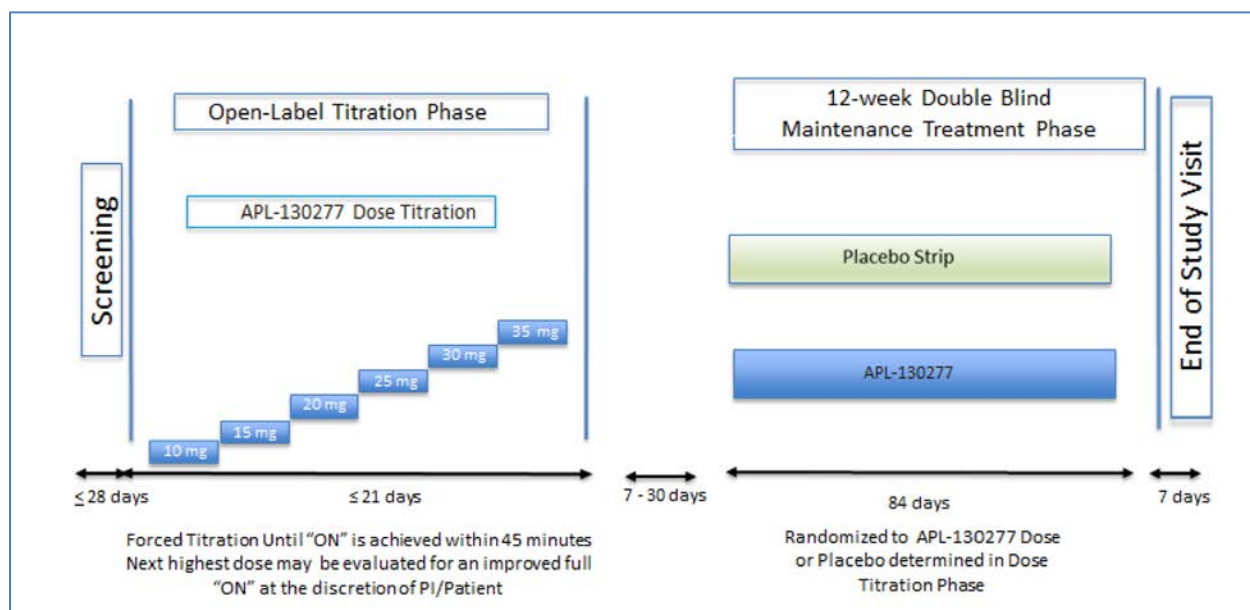 Screening
Open-Label Titration Phase
APL-130277 Dose Titration
10 mg
15 mg
20 mg
25 mg
30 mg
35 mg
12-week Double Blind
Maintenance Treatment Phase
Placebo Strip
APL-130277
End of Study Visit
≤ 28 days
≤ 21 days
7 - 30 days
84 days
7 days
Forced Titration Until “ON” is achieved within 45 minutes
Next highest dose may be evaluated for an improved full
“ON” at the discretion of PI/Patient
Randomized to APL-130277 Dose
or Placebo determined in Dose
Titration Phase